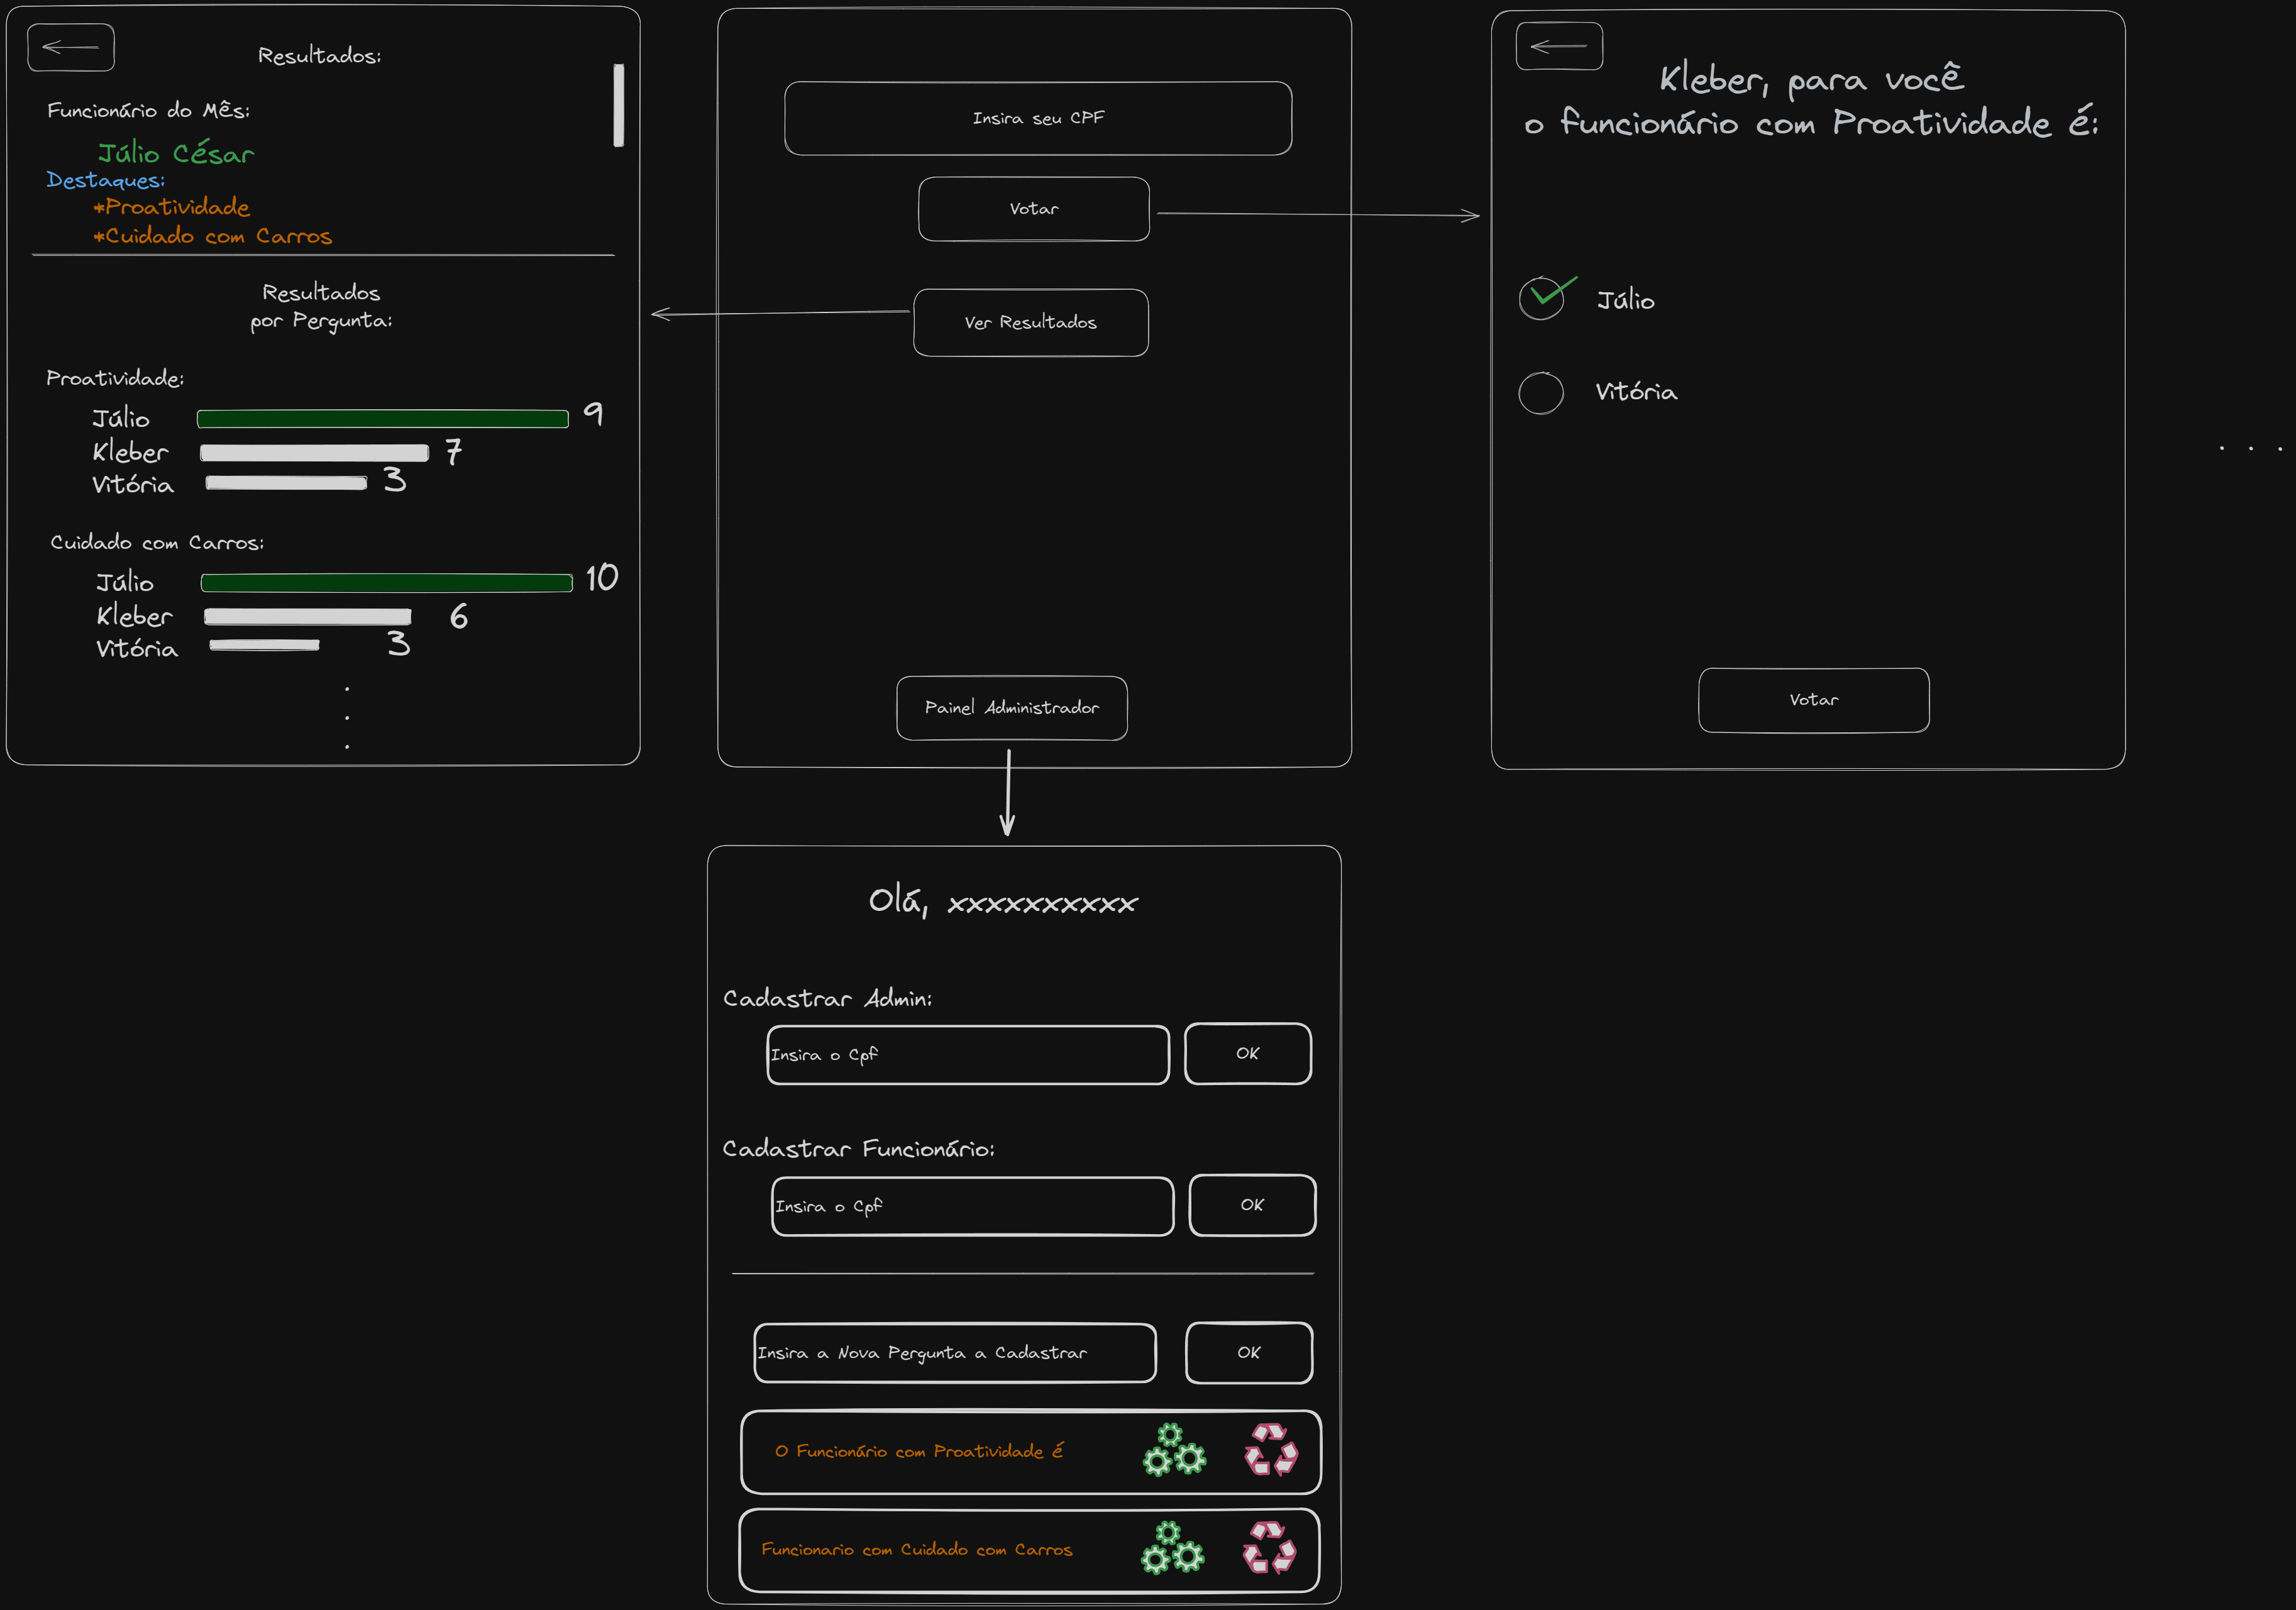 Resultados:
Funcionário do Mês:
Júlio César
Destaques:
*Proatividade
*Cuidado com Carros
Resultados
por Pergunta:
Proatividade:
Júlio 9
Kleber 7
Vitória 3
Cuidado com Carros:
Júlio 10
Kleber 6
Vitória 3
.
.
.
Insira seu CPF
Votar
Ver Resultados
Painel Administrador
Kleber, para você
o funcionário com Proatividade é:
Júlio
Vitória
Votar
. . .
Olá, xxxxxxxxxx
Cadastrar Admin:
Insira o Cpf OK
Cadastrar Funcionário:
Insira o Cpf OK
Insira a Nova Pergunta a Cadastrar OK
O Funcionário com Proatividade é
Funcionario com Cuidado com Carros